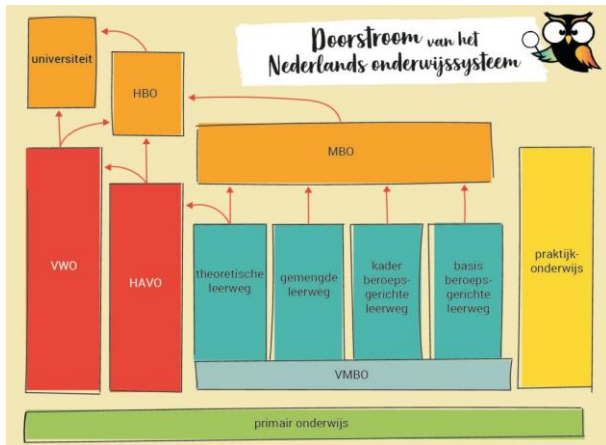 Doorstroom van het
Nederlands onderwijssysteem
universiteit
HBO
MBO
VWO
HAVO
theoretische
leerweg
gemengde
leerweg
kader
beroeps-
gerichte
leerweg
basis
beroeps-
gerichte
leerweg
praktijk-
onderwijs
VMBO
primair onderwijs